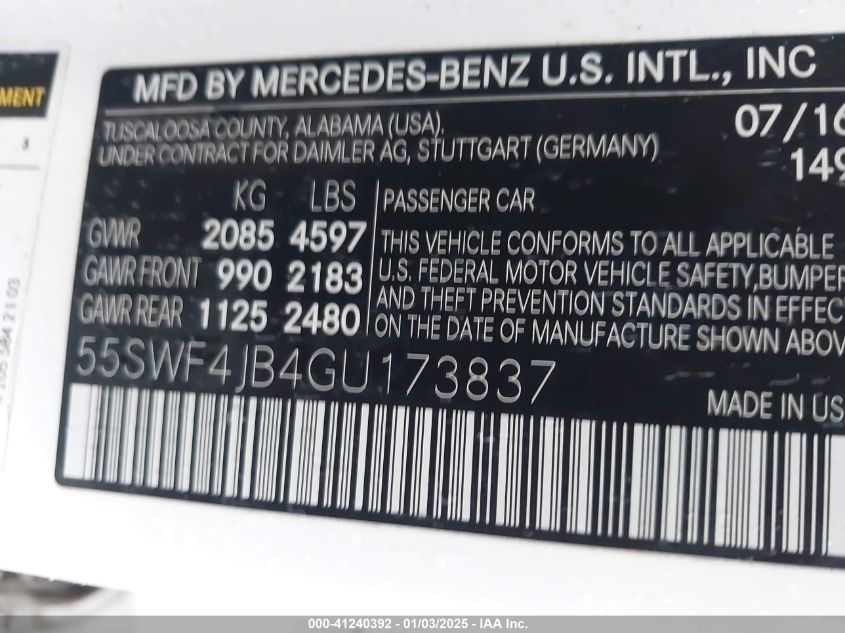 MENT
3
MFD BY MERCEDES-BENZ U.S. INTL., INC
TUSCALOOSA COUNTY, ALABAMA (USA).
07/16
UNDER CONTRACT FOR DAIMLER AG, STUTTGART (GERMANY)
149
KG LBS
GVWR 2085 4597
GAWR FRONT 990 2183
GAWR REAR 1125 2480
PASSENGER CAR
THIS VEHICLE CONFORMS TO ALL APPLICABLE
U.S. FEDERAL MOTOR VEHICLE SAFETY,BUMPER
AND THEFT PREVENTION STANDARDS IN EFFEC
ON THE DATE OF MANUFACTURE SHOWN ABOV
55SWF4JB4GU173837
MADE IN US
000-41240392 - 01/03/2025 - IAA Inc.